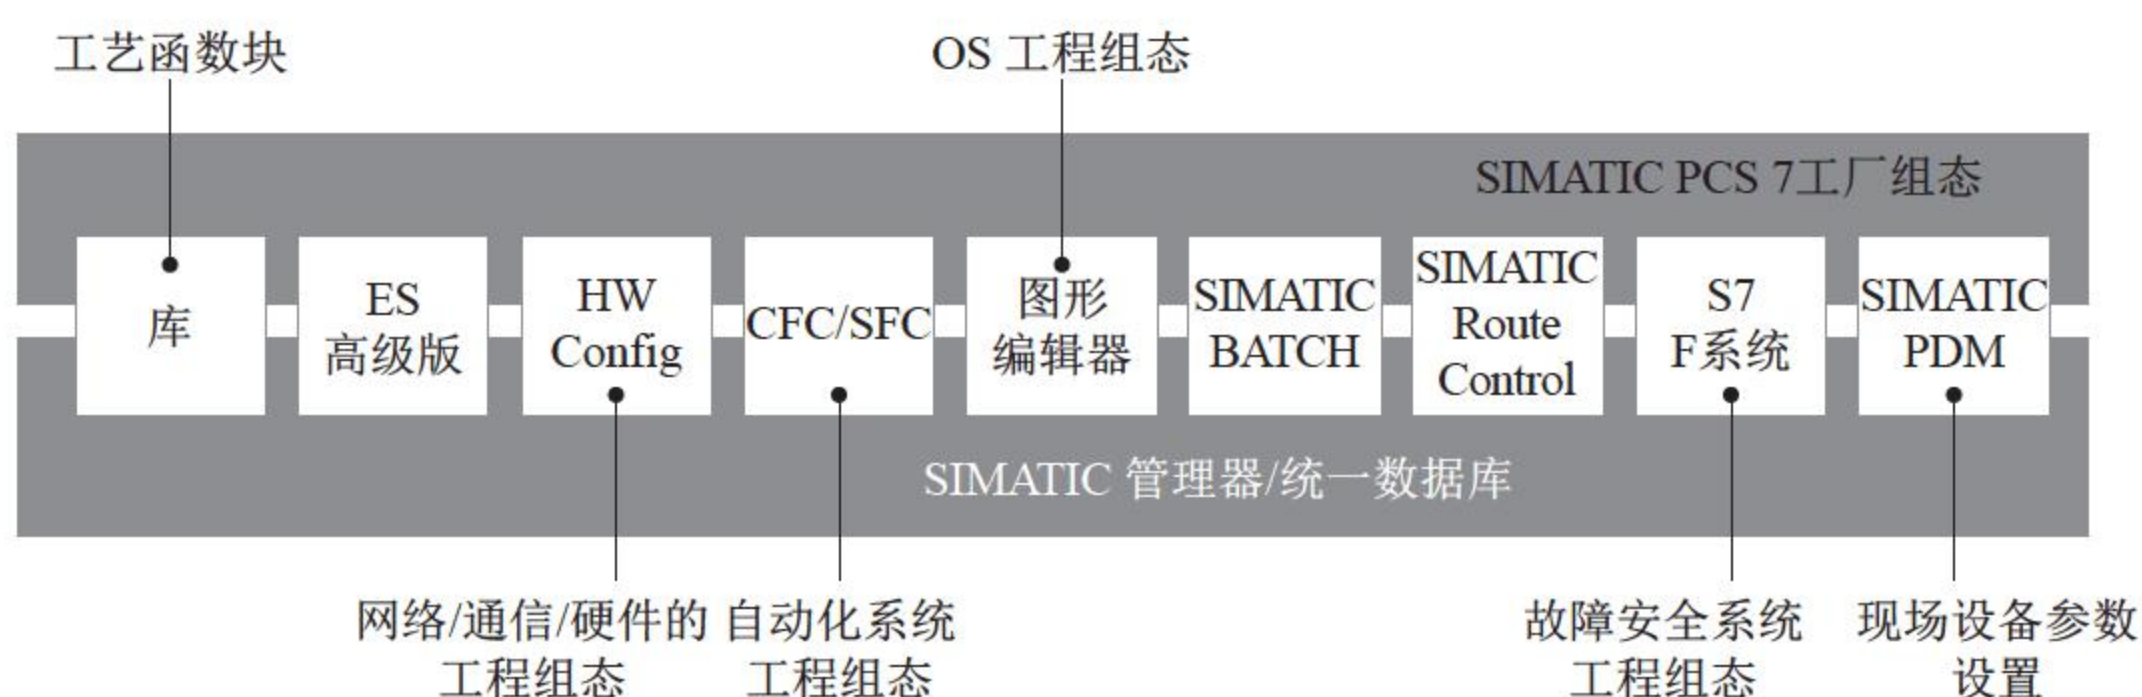 工艺函数块
OS 工程组态
SIMATIC PCS 7工厂组态
库
ES
高级版
HW
Config
CFC/SFC
图形
编辑器
SIMATIC
BATCH
SIMATIC
Route
Control
S7
F系统
SIMATIC
PDM
SIMATIC 管理器/统一数据库
网络/通信/硬件的
工程组态
自动化系统
工程组态
故障安全系统
工程组态
现场设备参数
设置